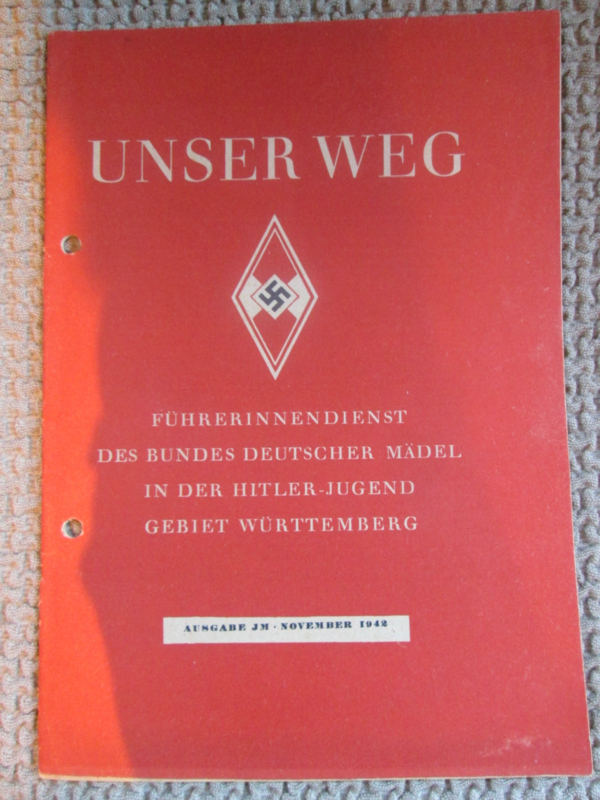 UNSER WEG
FÜHRERINNENDIENST
DES BUNDES DEUTSCHER MÄDEL
IN DER HITLER-JUGEND
GEBIET WÜRTTEMBERG
AUSGABE JM · NOVEMBER 1942